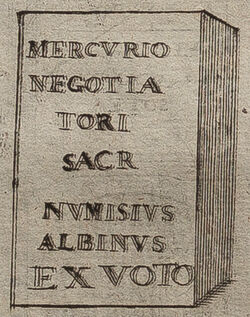 MERCVRIO
NEGOTIA
TORI
SACR
NVMISIVS
ALBINVS
EX VOTO